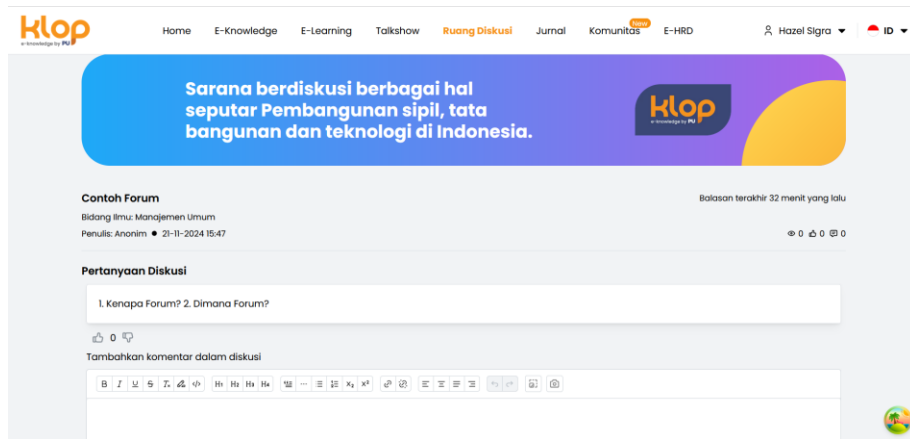 klop
e-knowledge by PU
Home E-Knowledge E-Learning Talkshow Ruang Diskusi Jurnal Komunitas New E-HRD Hazel SIgra ID
Sarana berdiskusi berbagai hal
seputar Pembangunan sipil, tata
bangunan dan teknologi di Indonesia.
klop
e-knowledge by PU
Contoh Forum
Balasan terakhir 32 menit yang lalu
Bidang Ilmu: Manajemen Umum
Penulis: Anonim ● 21-11-2024 15:47
0 0 0
Pertanyaan Diskusi
1. Kenapa Forum? 2. Dimana Forum?
0
Tambahkan komentar dalam diskusi
B I U S Tx </> H1 H2 H3 H4 X2 X²